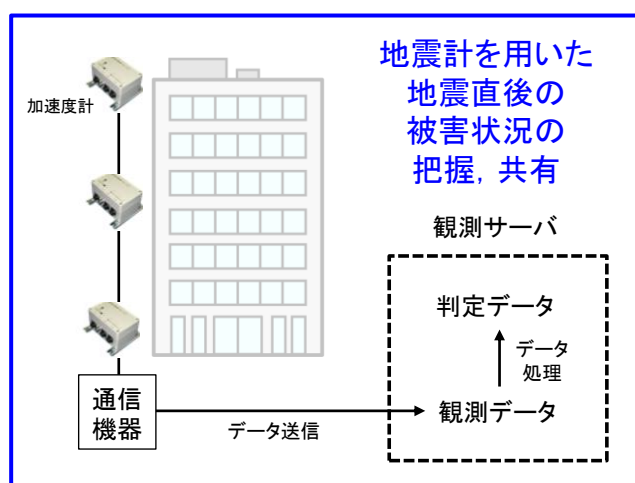 地震計を用いた
地震直後の
被害状況の
把握，共有
加速度計
観測サーバ
判定データ
データ
処理
観測データ
通信
機器
データ送信